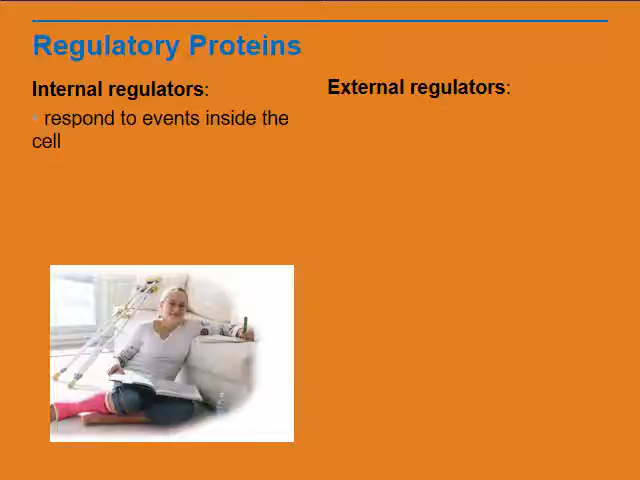 Regulatory Proteins
Internal regulators:
• respond to events inside the
cell
External regulators: